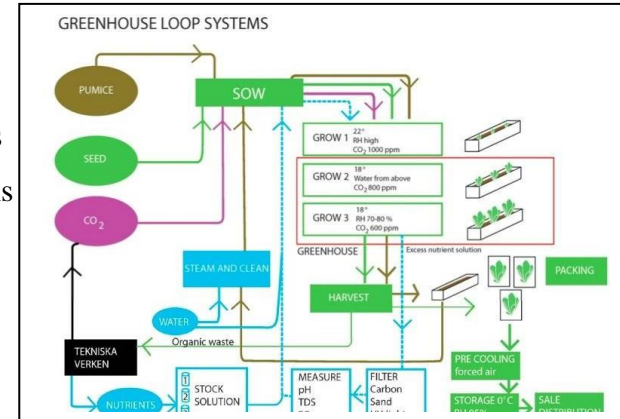 GREENHOUSE LOOP SYSTEMS
PUMICE
SOW
SEED
GROW 1
22°
RH high
CO2 1000 ppm
GROW 2
18°
Water from above
CO2 800 ppm
GROW 3
18°
RH 70-80 %
CO2 600 ppm
CO2
GREENHOUSE
Excess nutrient solution
STEAM AND CLEAN
HARVEST
PACKING
WATER
Organic waste
TEKNISKA
VERKEN
PRE COOLING
forced air
NUTRIENTS
1
2
STOCK
SOLUTION
MEASURE
pH
TDS
FILTER
Carbon
Sand
STORAGE 0°C
SALE
DISTRIBUTION